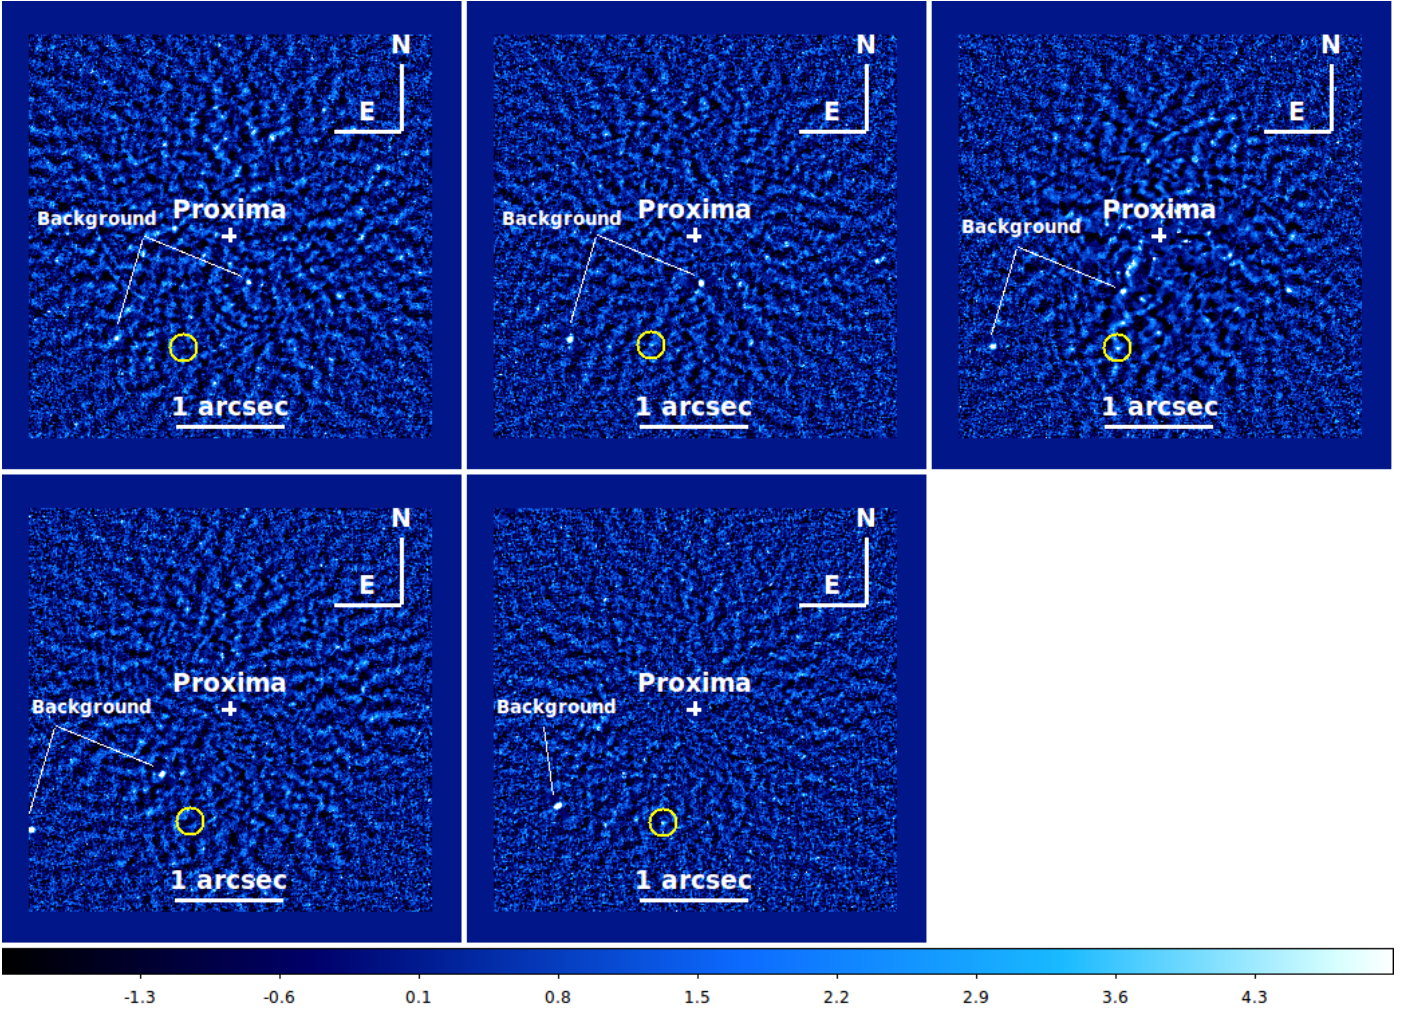 N
E
Background Proxima
1 arcsec
N
E
Background Proxima
1 arcsec
N
E
Proxima
Background
1 arcsec
N
E
Proxima
Background
1 arcsec
N
E
Proxima
Background
1 arcsec
-1.3 -0.6 0.1 0.8 1.5 2.2 2.9 3.6 4.3